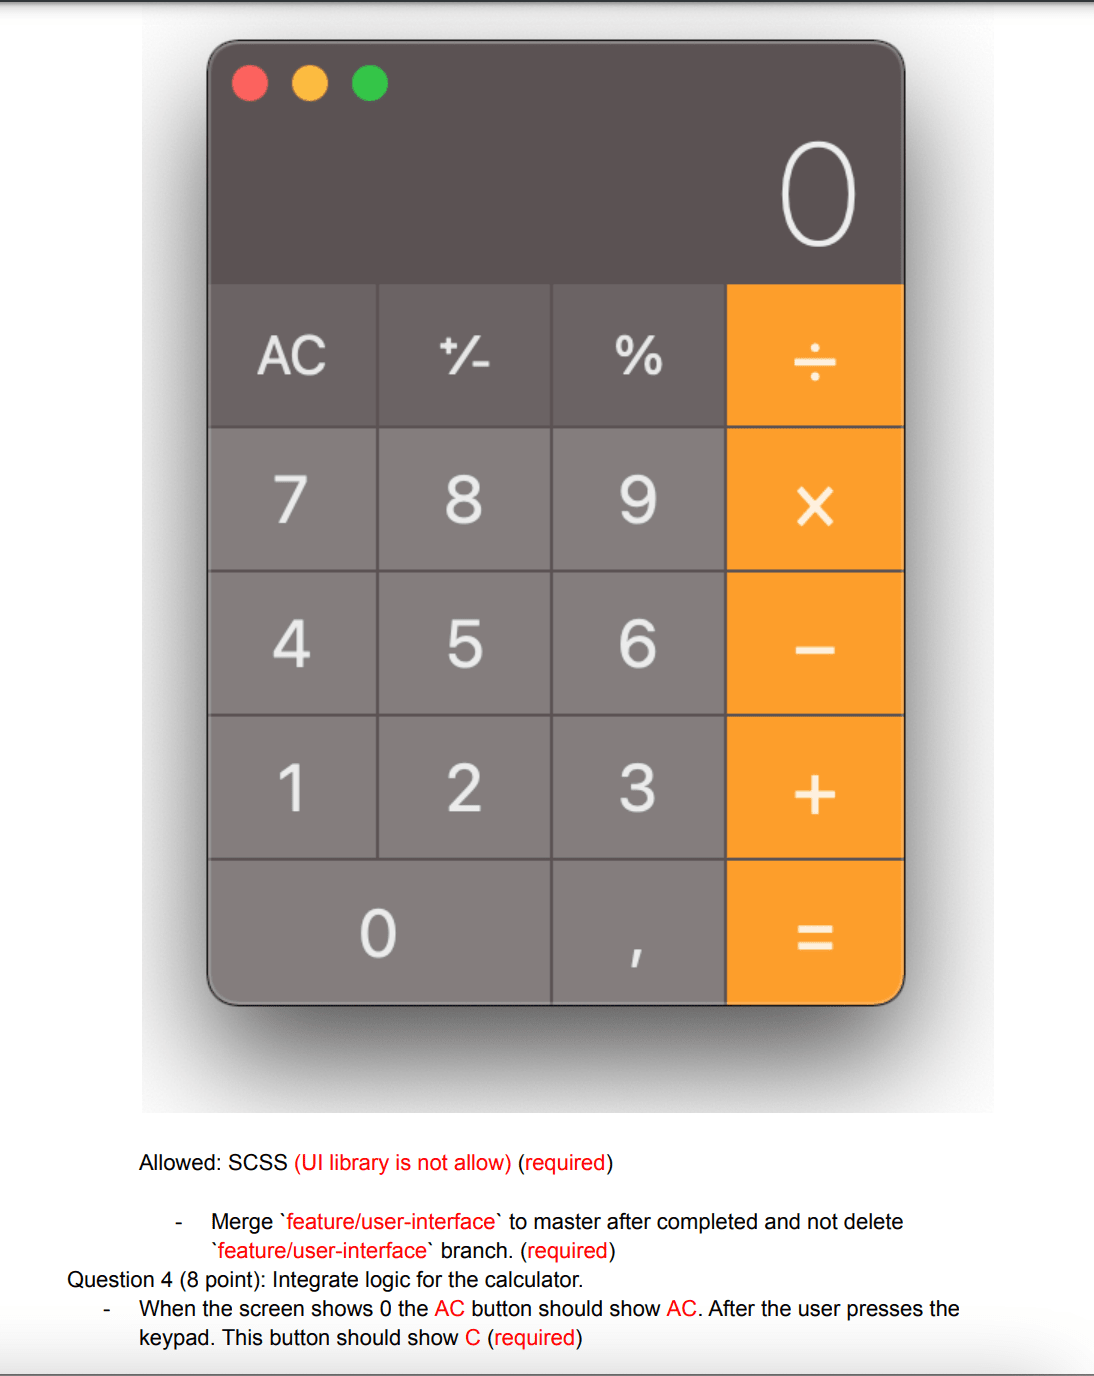 0
AC +/- % ÷
7 8 9 ×
4 5 6 −
1 2 3 +
0 , =
Allowed: SCSS (UI library is not allow) (required)
- Merge `feature/user-interface` to master after completed and not delete
`feature/user-interface` branch. (required)
Question 4 (8 point): Integrate logic for the calculator.
- When the screen shows 0 the AC button should show AC. After the user presses the
keypad. This button should show C (required)